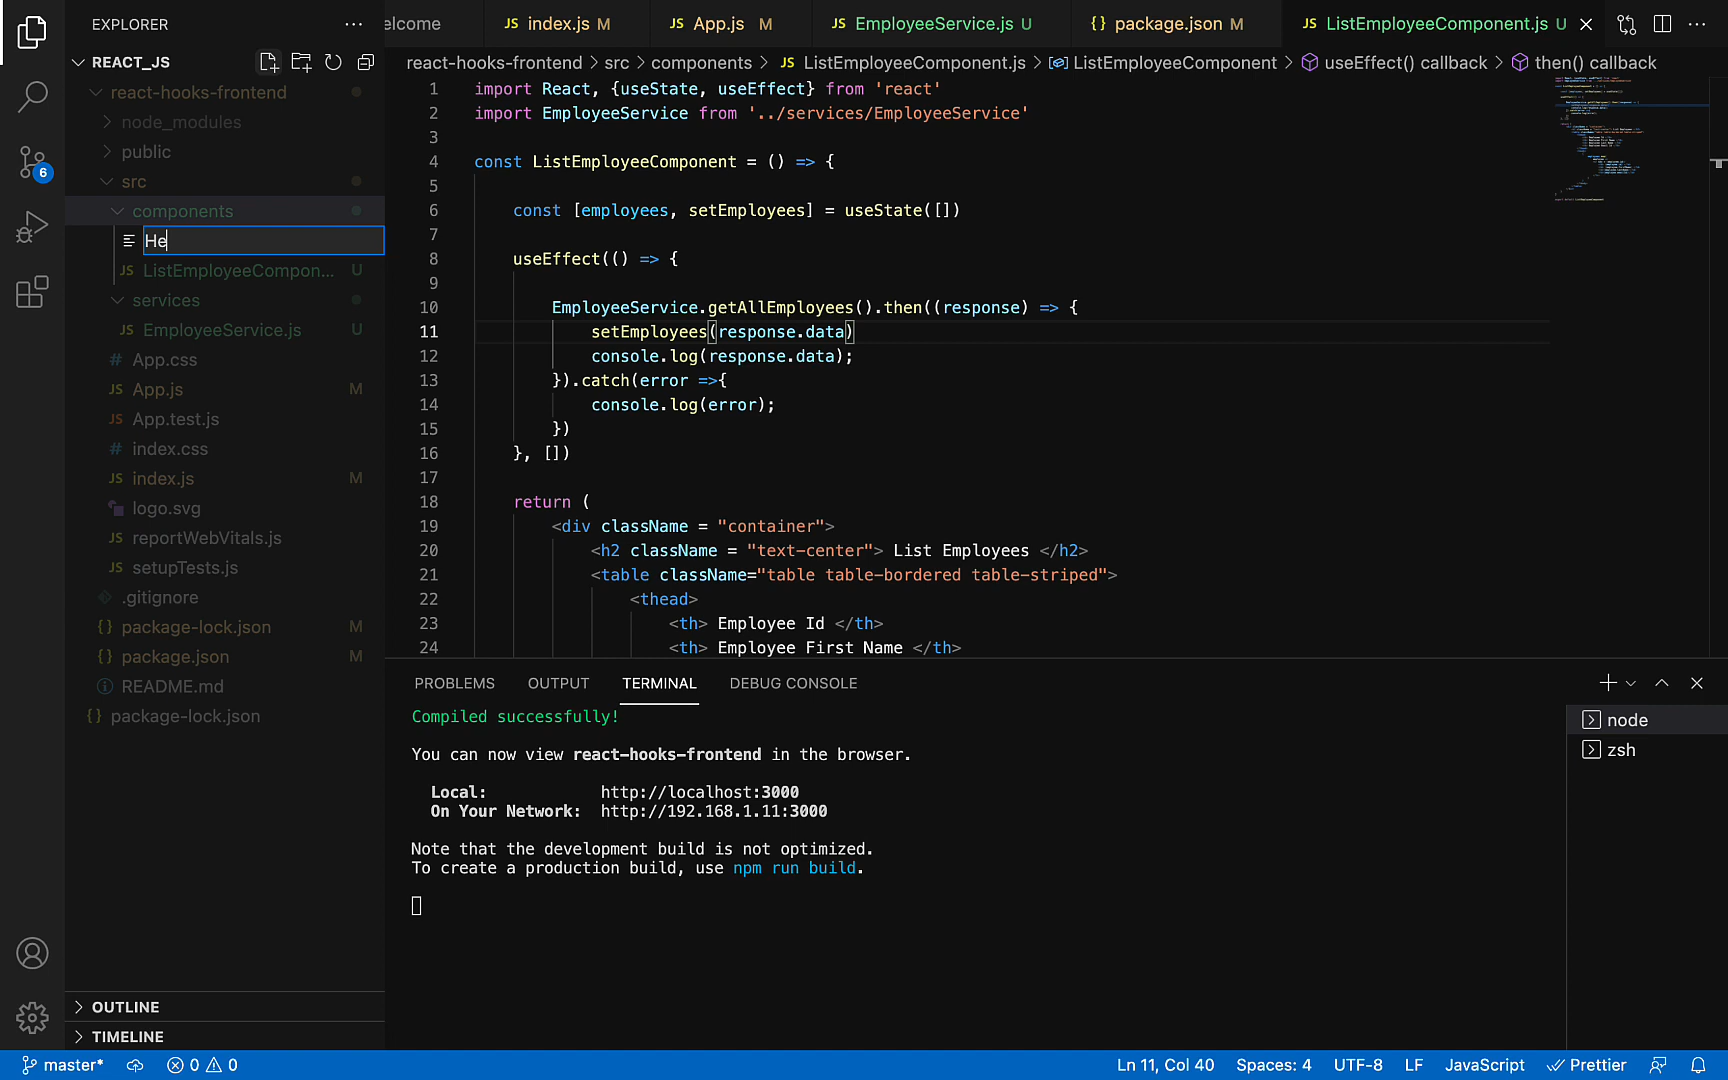 EXPLORER
elcome
index.js M
App.js M
EmployeeService.js U
package.json M
ListEmployeeComponent.js U
REACT_JS
react-hooks-frontend > src > components > ListEmployeeComponent.js > ListEmployeeComponent > useEffect() callback > then() callback
react-hooks-frontend
node_modules
public
src
components
He
JS ListEmployeeCompon... U
services
JS EmployeeService.js U
# App.css
JS App.js M
JS App.test.js
# index.css
JS index.js M
logo.svg
JS reportWebVitals.js
JS setupTests.js
.gitignore
{} package-lock.json M
{} package.json M
README.md
{} package-lock.json
OUTLINE
TIMELINE
6
1 import React, {useState, useEffect} from 'react'
2 import EmployeeService from '../services/EmployeeService'
3
4 const ListEmployeeComponent = () => {
5
6 const [employees, setEmployees] = useState([])
7
8 useEffect(() => {
9
10 EmployeeService.getAllEmployees().then((response) => {
11 setEmployees(response.data)
12 console.log(response.data);
13 }).catch(error =>{
14 console.log(error);
15 })
16 }, [])
17
18 return (
19 <div className = "container">
20 <h2 className = "text-center"> List Employees </h2>
21 <table className="table table-bordered table-striped">
22 <thead>
23 <th> Employee Id </th>
24 <th> Employee First Name </th>
PROBLEMS OUTPUT TERMINAL DEBUG CONSOLE
Compiled successfully!
You can now view react-hooks-frontend in the browser.
Local: http://localhost:3000
On Your Network: http://192.168.1.11:3000
Note that the development build is not optimized.
To create a production build, use npm run build.
node
zsh
master* 0 0
Ln 11, Col 40 Spaces: 4 UTF-8 LF JavaScript Prettier